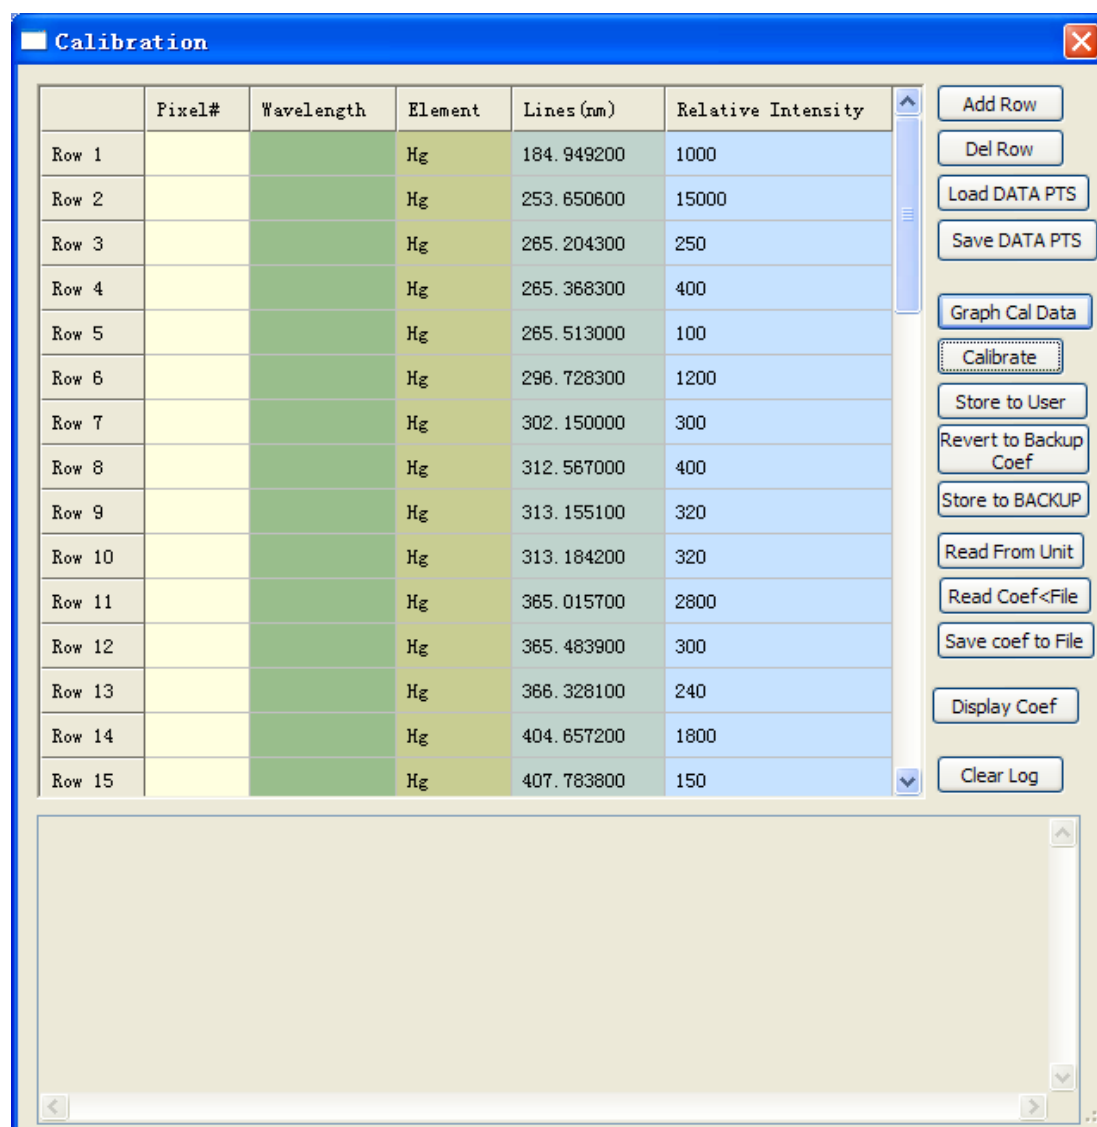 Calibration
Pixel# Wavelength Element Lines(nm) Relative Intensity
Row 1 Hg 184.949200 1000
Row 2 Hg 253.650600 15000
Row 3 Hg 265.204300 250
Row 4 Hg 265.368300 400
Row 5 Hg 265.513000 100
Row 6 Hg 296.728300 1200
Row 7 Hg 302.150000 300
Row 8 Hg 312.567000 400
Row 9 Hg 313.155100 320
Row 10 Hg 313.184200 320
Row 11 Hg 365.015700 2800
Row 12 Hg 365.483900 300
Row 13 Hg 366.328100 240
Row 14 Hg 404.657200 1800
Row 15 Hg 407.783800 150
Add Row
Del Row
Load DATA PTS
Save DATA PTS
Graph Cal Data
Calibrate
Store to User
Revert to Backup
Coef
Store to BACKUP
Read From Unit
Read Coef<File
Save coef to File
Display Coef
Clear Log